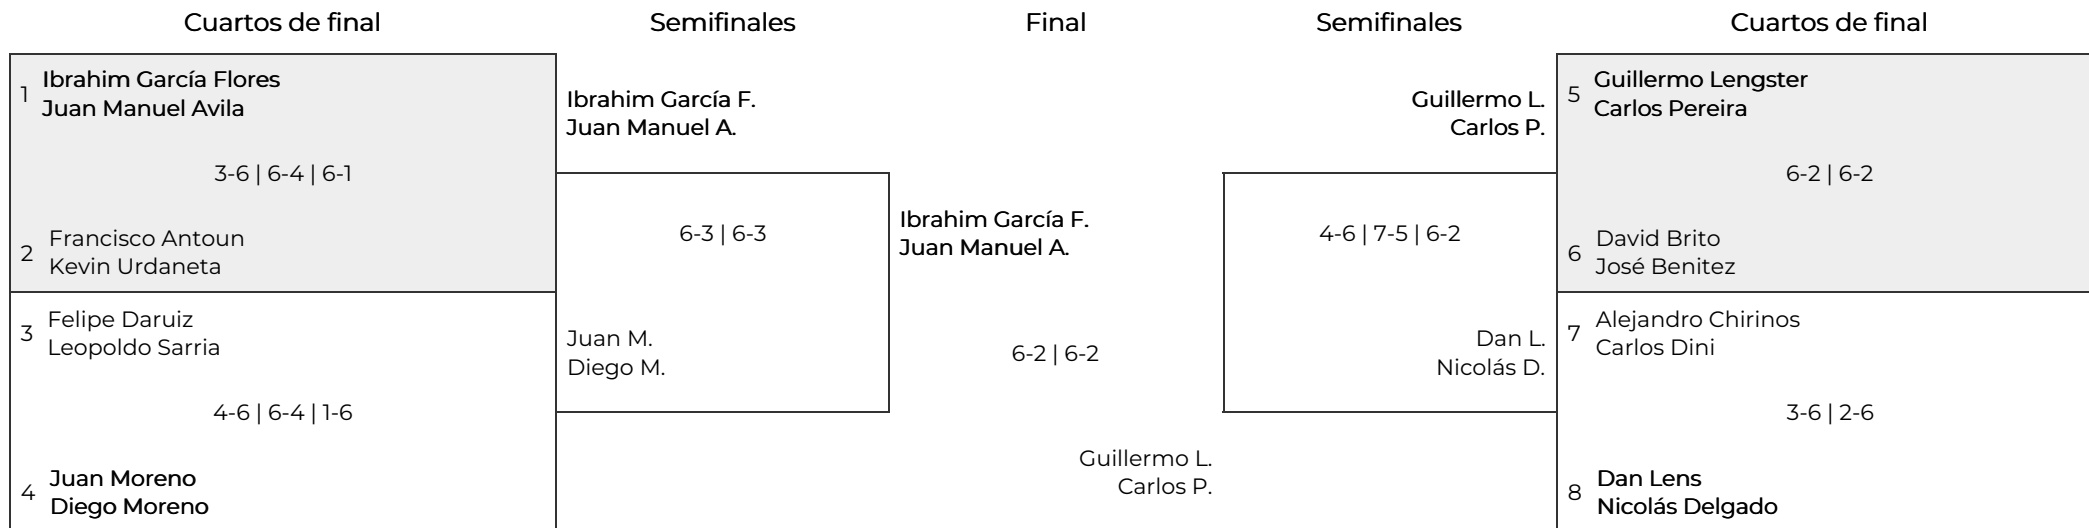 Cuartos de final
Semifinales
Final
Semifinales
Cuartos de final
1
Ibrahim García Flores
Juan Manuel Avila
3-6 | 6-4 | 6-1
2
Francisco Antoun
Kevin Urdaneta
3
Felipe Daruiz
Leopoldo Sarria
4-6 | 6-4 | 1-6
4
Juan Moreno
Diego Moreno
Ibrahim García F.
Juan Manuel A.
6-3 | 6-3
Juan M.
Diego M.
Ibrahim García F.
Juan Manuel A.
6-2 | 6-2
Guillermo L.
Carlos P.
Guillermo L.
Carlos P.
4-6 | 7-5 | 6-2
Dan L.
Nicolás D.
5
Guillermo Lengster
Carlos Pereira
6-2 | 6-2
6
David Brito
José Benitez
7
Alejandro Chirinos
Carlos Dini
3-6 | 2-6
8
Dan Lens
Nicolás Delgado